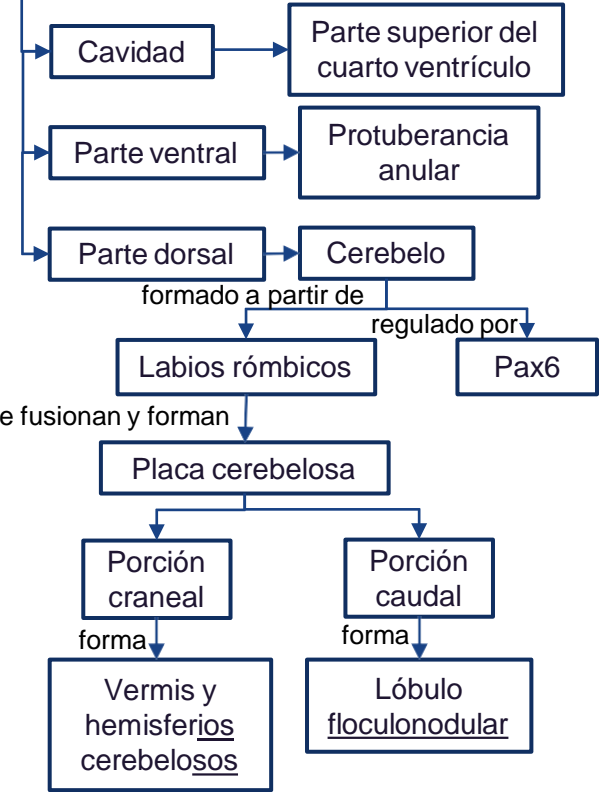 Cavidad
Parte superior del
cuarto ventrículo
Parte ventral
Protuberancia
anular
Parte dorsal
Cerebelo
formado a partir de
regulado por
Labios rómbicos
Pax6
e fusionan y forman
Placa cerebelosa
Porción
craneal
Porción
caudal
forma
forma
Vermis y
hemisferios
cerebelosos
Lóbulo
floculonodular